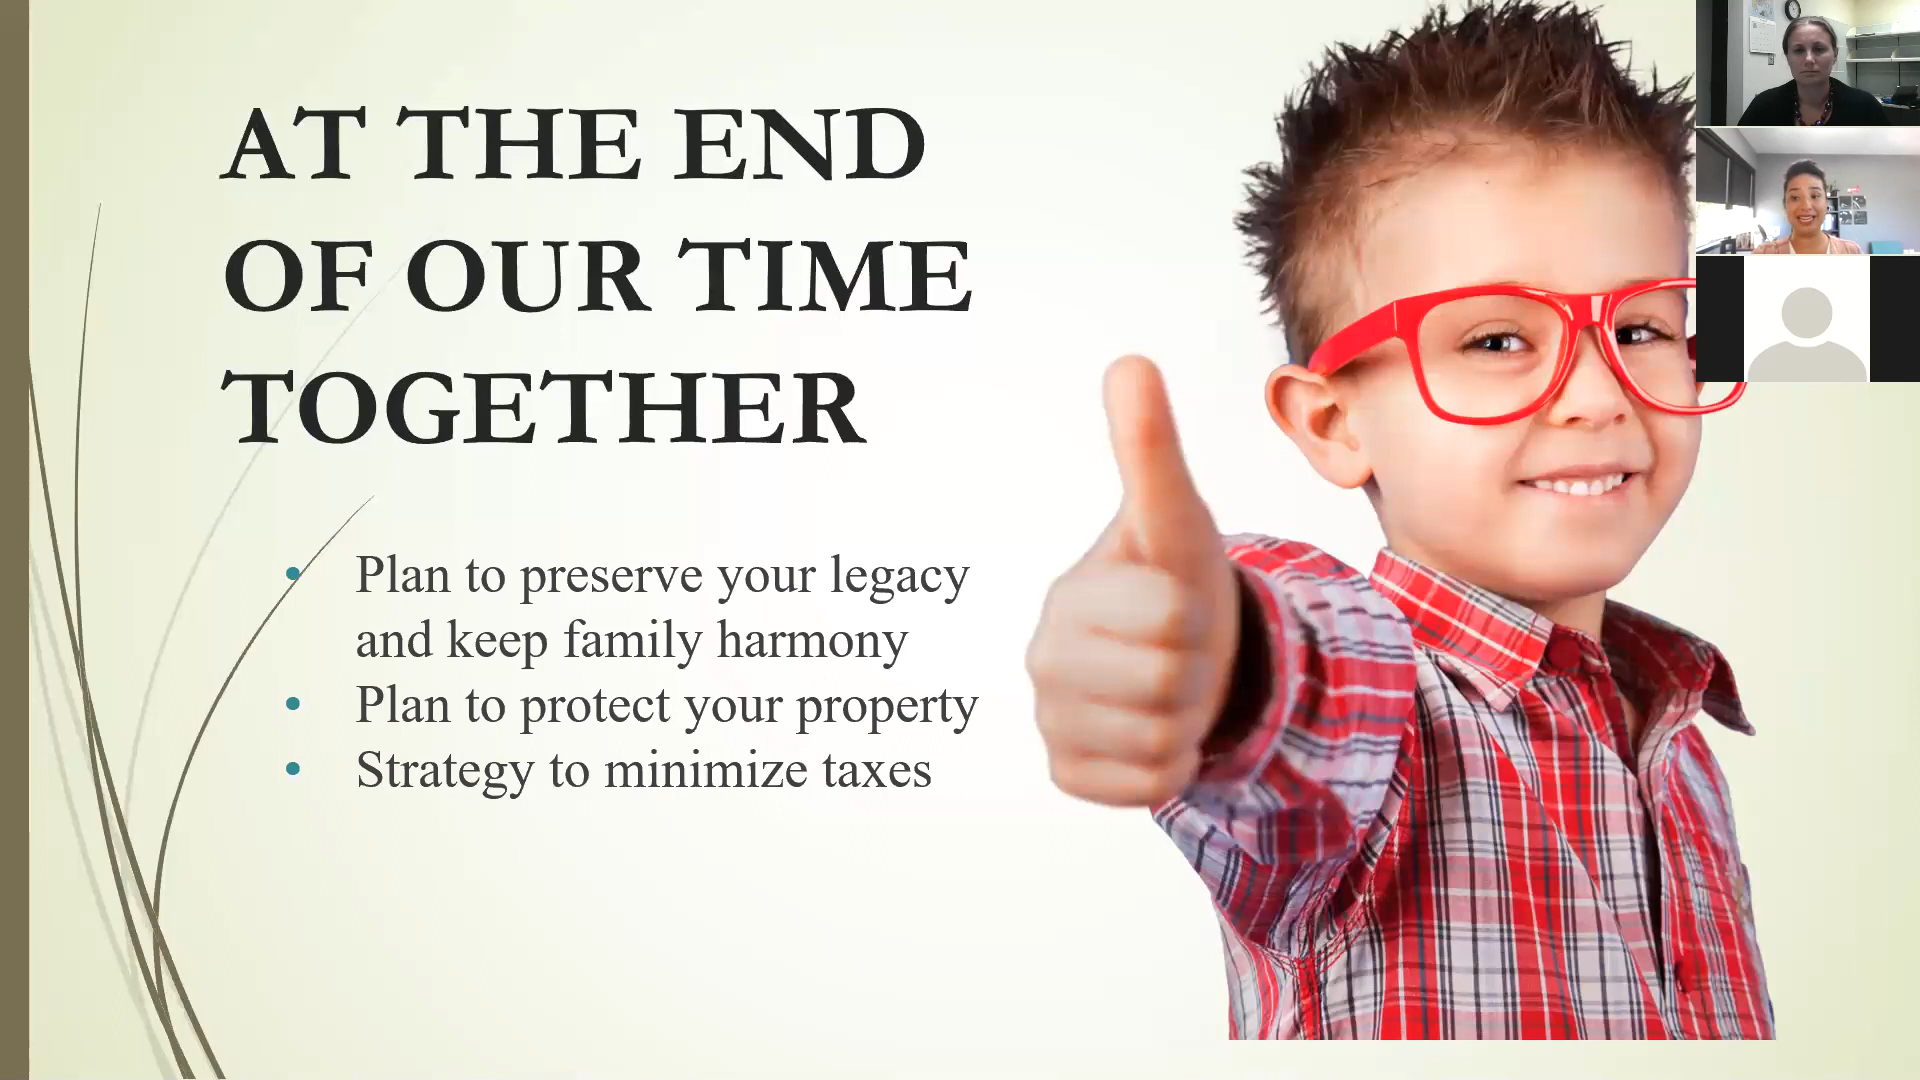 AT THE END
OF OUR TIME
TOGETHER
• Plan to preserve your legacy
and keep family harmony
• Plan to protect your property
• Strategy to minimize taxes